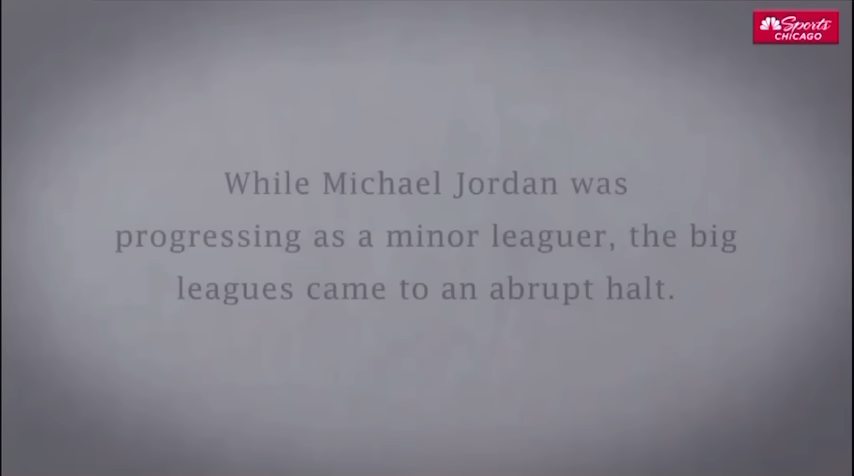 Sports
CHICAGO
While Michael Jordan was
progressing as a minor leaguer, the big
leagues came to an abrupt halt.